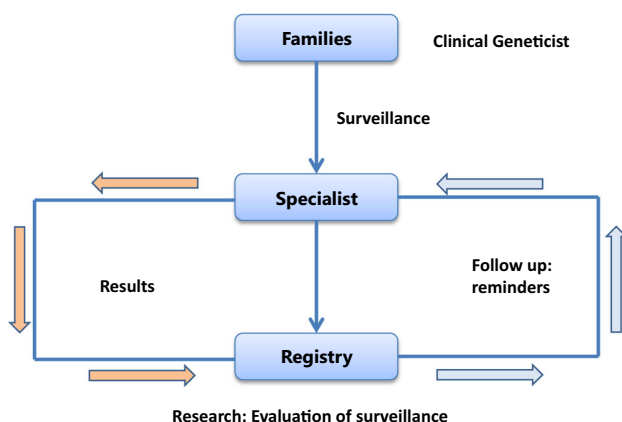 Families
Clinical Geneticist
Surveillance
Specialist
Results
Follow up:
reminders
Registry
Research: Evaluation of surveillance